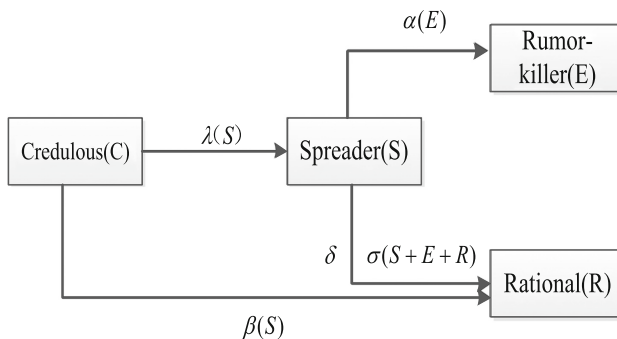 α(E)
Rumor-
killer(E)
Credulous(C)
λ(S)
Spreader(S)
δ
σ(S+E+R)
Rational(R)
β(S)